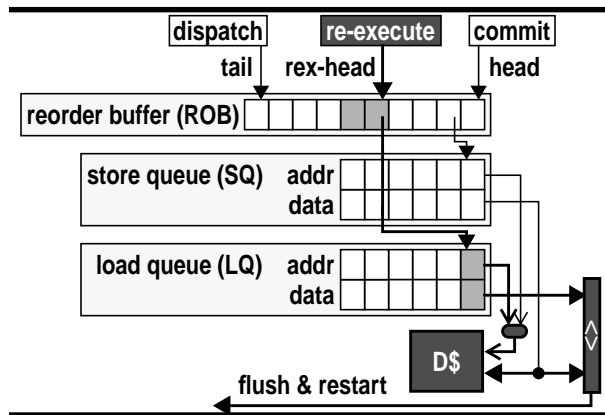 dispatch re-execute commit
tail rex-head head
reorder buffer (ROB)
store queue (SQ) addr
data
load queue (LQ) addr
data
<>
D$
flush & restart